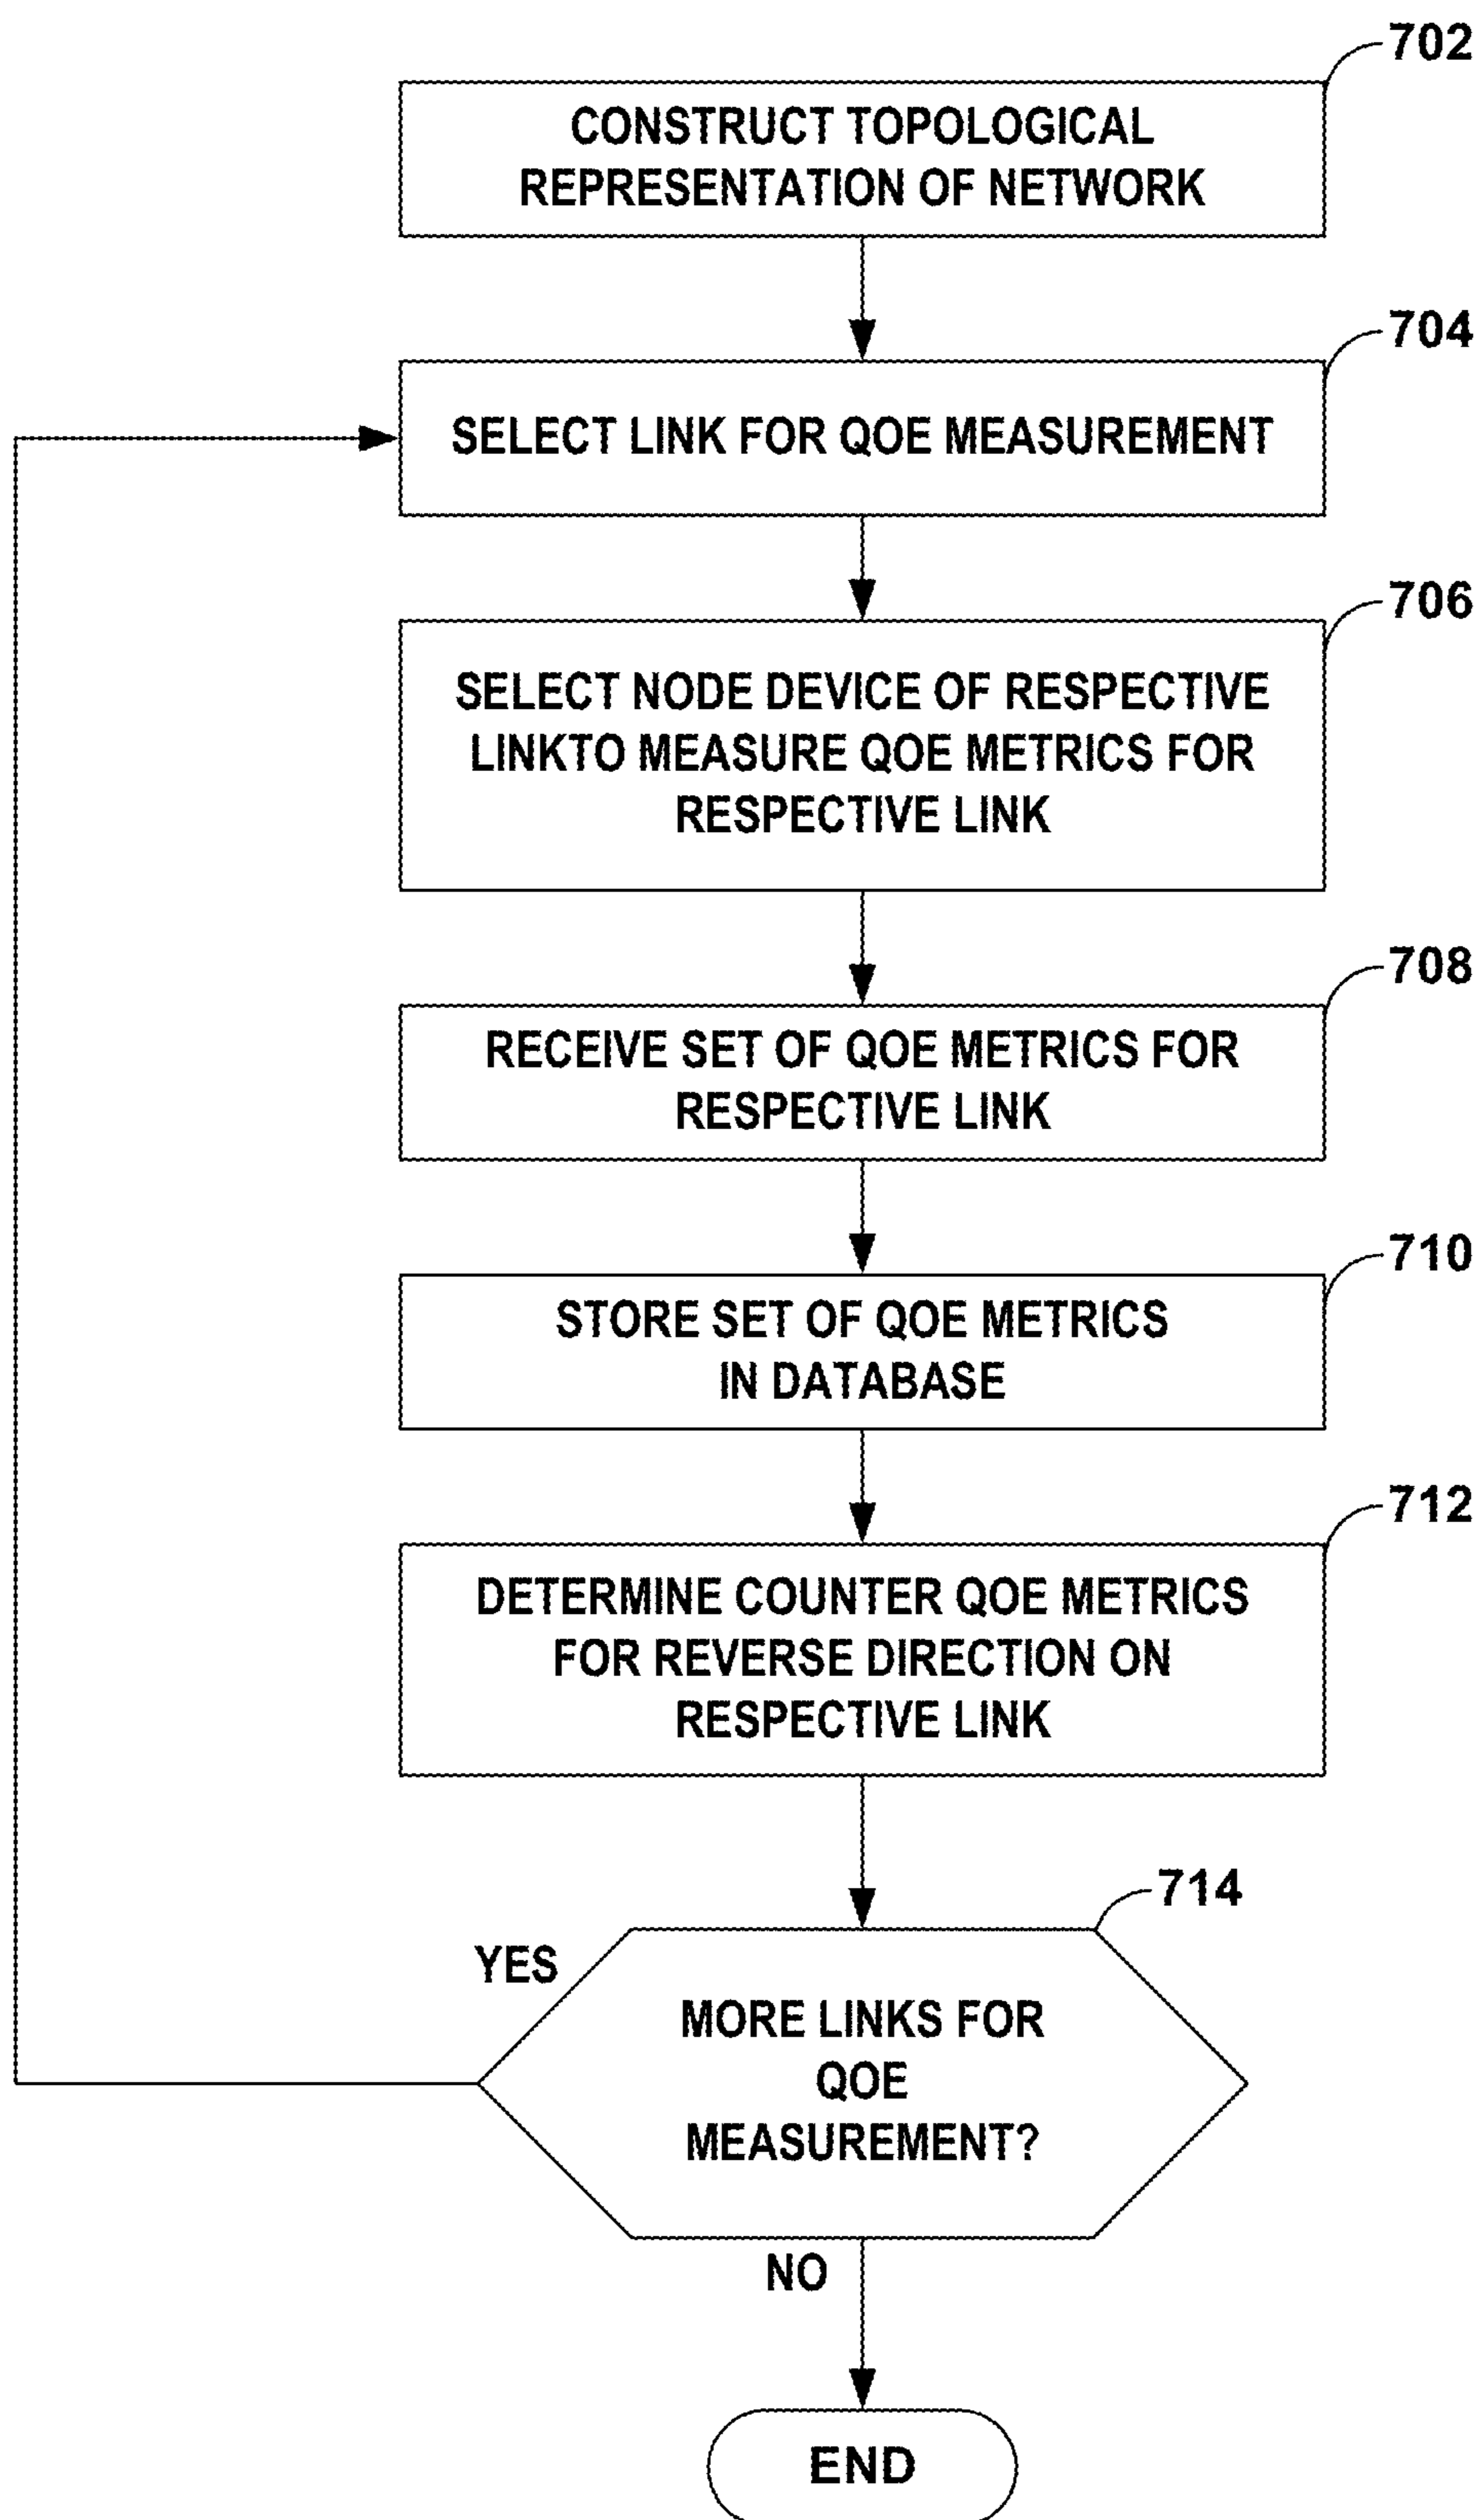 702
CONSTRUCT TOPOLOGICAL
REPRESENTATION OF NETWORK
704
SELECT LINK FOR QOE MEASUREMENT
706
SELECT NODE DEVICE OF RESPECTIVE
LINKTO MEASURE QOE METRICS FOR
RESPECTIVE LINK
708
RECEIVE SET OF QOE METRICS FOR
RESPECTIVE LINK
710
STORE SET OF QOE METRICS
IN DATABASE
712
DETERMINE COUNTER QOE METRICS
FOR REVERSE DIRECTION ON
RESPECTIVE LINK
714
YES
MORE LINKS FOR
QOE
MEASUREMENT?
NO
END